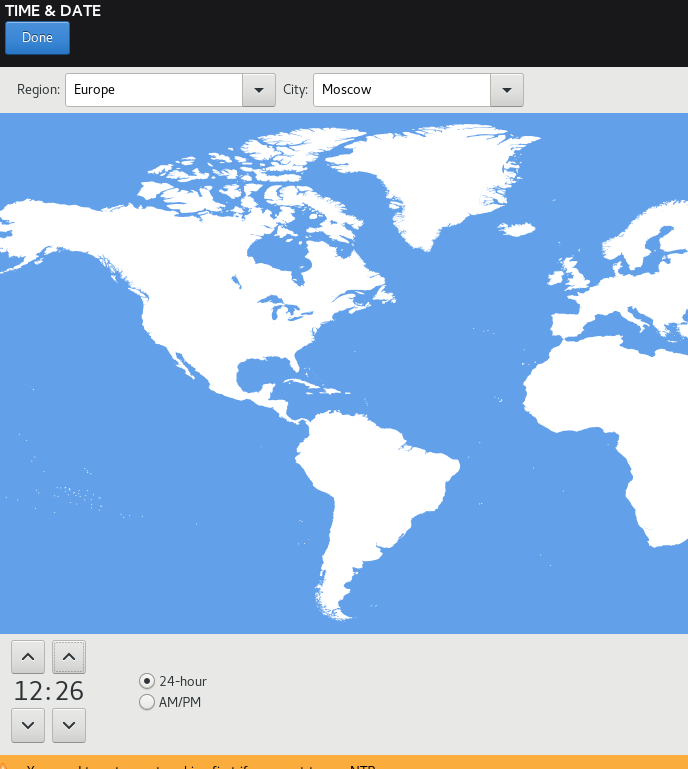 TIME & DATE
Done
Region: Europe City: Moscow
12:26
24-hour
AM/PM